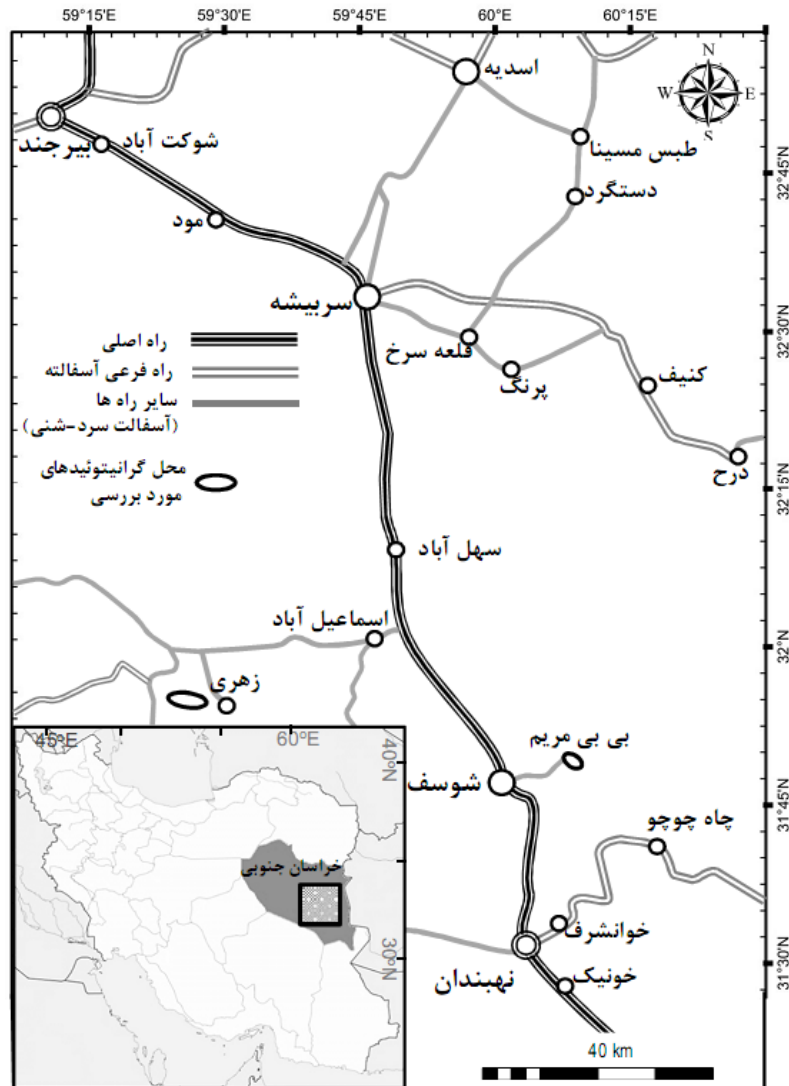 59°15'E
59°30'E
59°45'E
60°0'E
60°15'E
N
W
E
S
اسدیه
طبس مسینا
شوکت آباد
بیرجند
32°45'N
دستگرد
مود
سربیشه
32°30'N
راه اصلی
قلعه سرخ
راه فرعی آسفالته
پرنگ
کنیف
سایر راه ها
(آسفالت سرد-شنی)
درح
محل گرانیتوئیدهای
مورد بررسی
32°15'N
سهل آباد
اسماعیل آباد
32°0'N
زهری
بی بی مریم
45°E
60°E
40°N
شوسف
31°45'N
چاه چوچو
خراسان جنوبی
خوانشرف
30°N
31°30'N
نهبندان
خونیک
40 km